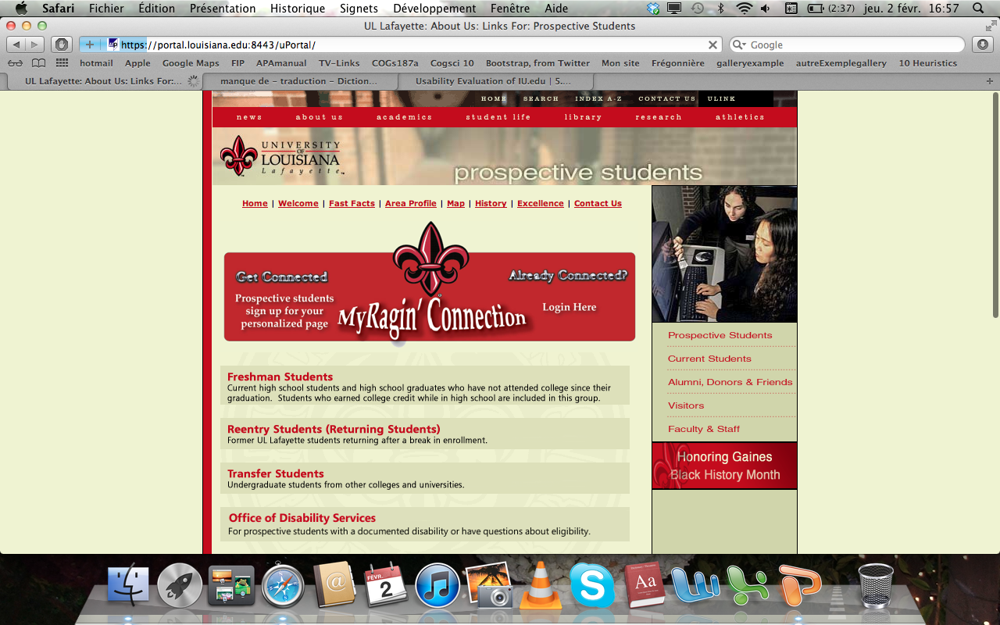 Safari Fichier Édition Présentation Historique Signets Développement Fenêtre Aide (2:37) jeu. 2 févr. 16:57
UL Lafayette: About Us: Links For: Prospective Students
https://portal.louisiana.edu:8443/uPortal/ Google
hotmail Apple Google Maps FIP APAmanual TV-Links COGs187a Cogsci 10 Bootstrap, from Twitter Mon site Frégonnière galleryexample autreExemplegallery 10 Heuristics
UL Lafayette: About Us: Links For:... manque de – traduction – Diction... Usability Evaluation of IU.edu | 5....
HOME SEARCH INDEX A-Z CONTACT US ULINK
news about us academics student life library research athletics
UNIVERSITY
OF
LOUISIANA
Lafayette™
prospective students
Home | Welcome | Fast Facts | Area Profile | Map | History | Excellence | Contact Us
Get Connected
Prospective students
sign up for your
personalized page
MyRagin' Connection
Already Connected?
Login Here
Freshman Students
Current high school students and high school graduates who have not attended college since their
graduation. Students who earned college credit while in high school are included in this group.
Reentry Students (Returning Students)
Former UL Lafayette students returning after a break in enrollment.
Transfer Students
Undergraduate students from other colleges and universities.
Office of Disability Services
For prospective students with a documented disability or have questions about eligibility.
Prospective Students
Current Students
Alumni, Donors & Friends
Visitors
Faculty & Staff
Honoring Gaines
Black History Month
FÉVR.
2
Aa